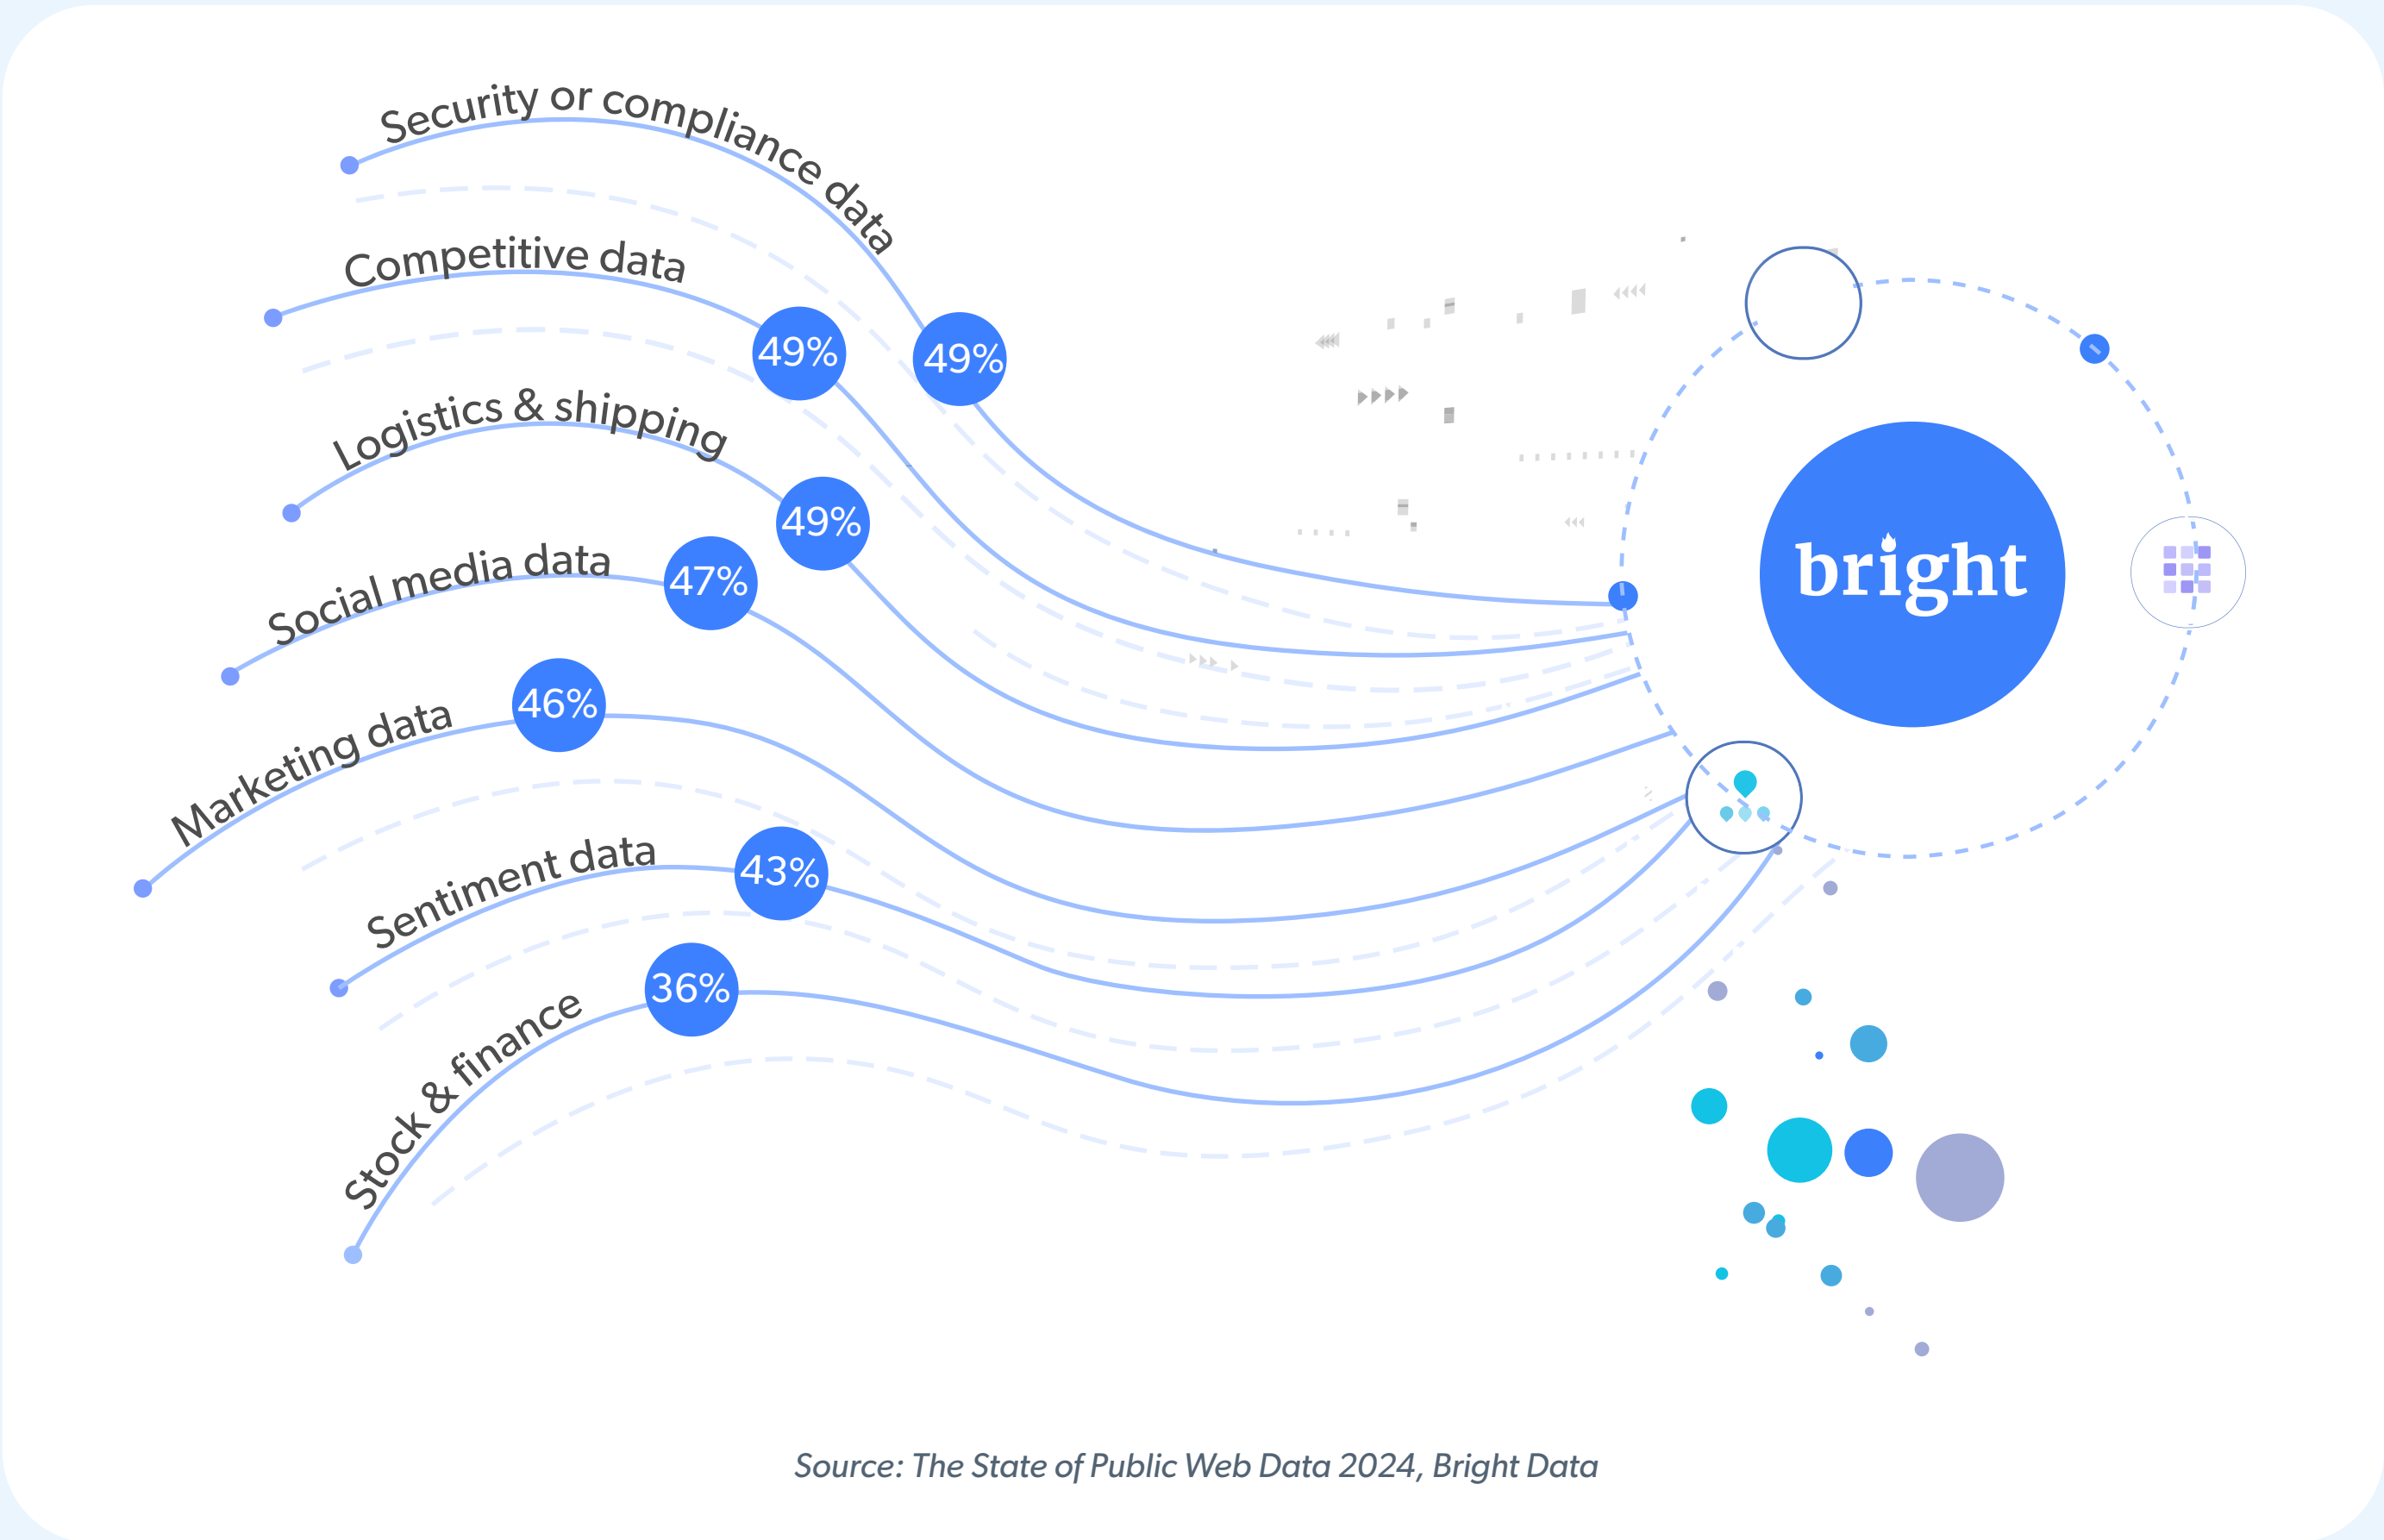 Security or compliance data
49%
Competitive data
49%
Logistics & shipping
49%
Social media data
47%
Marketing data
46%
Sentiment data
43%
Stock & finance
36%
bright
Source: The State of Public Web Data 2024, Bright Data